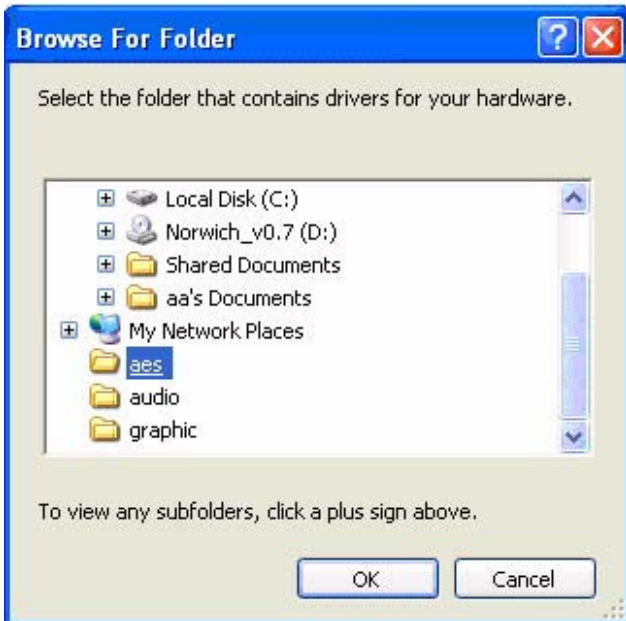 Browse For Folder
Select the folder that contains drivers for your hardware.
Local Disk (C:)
Norwich_v0.7 (D:)
Shared Documents
aa's Documents
My Network Places
aes
audio
graphic
To view any subfolders, click a plus sign above.
OK Cancel